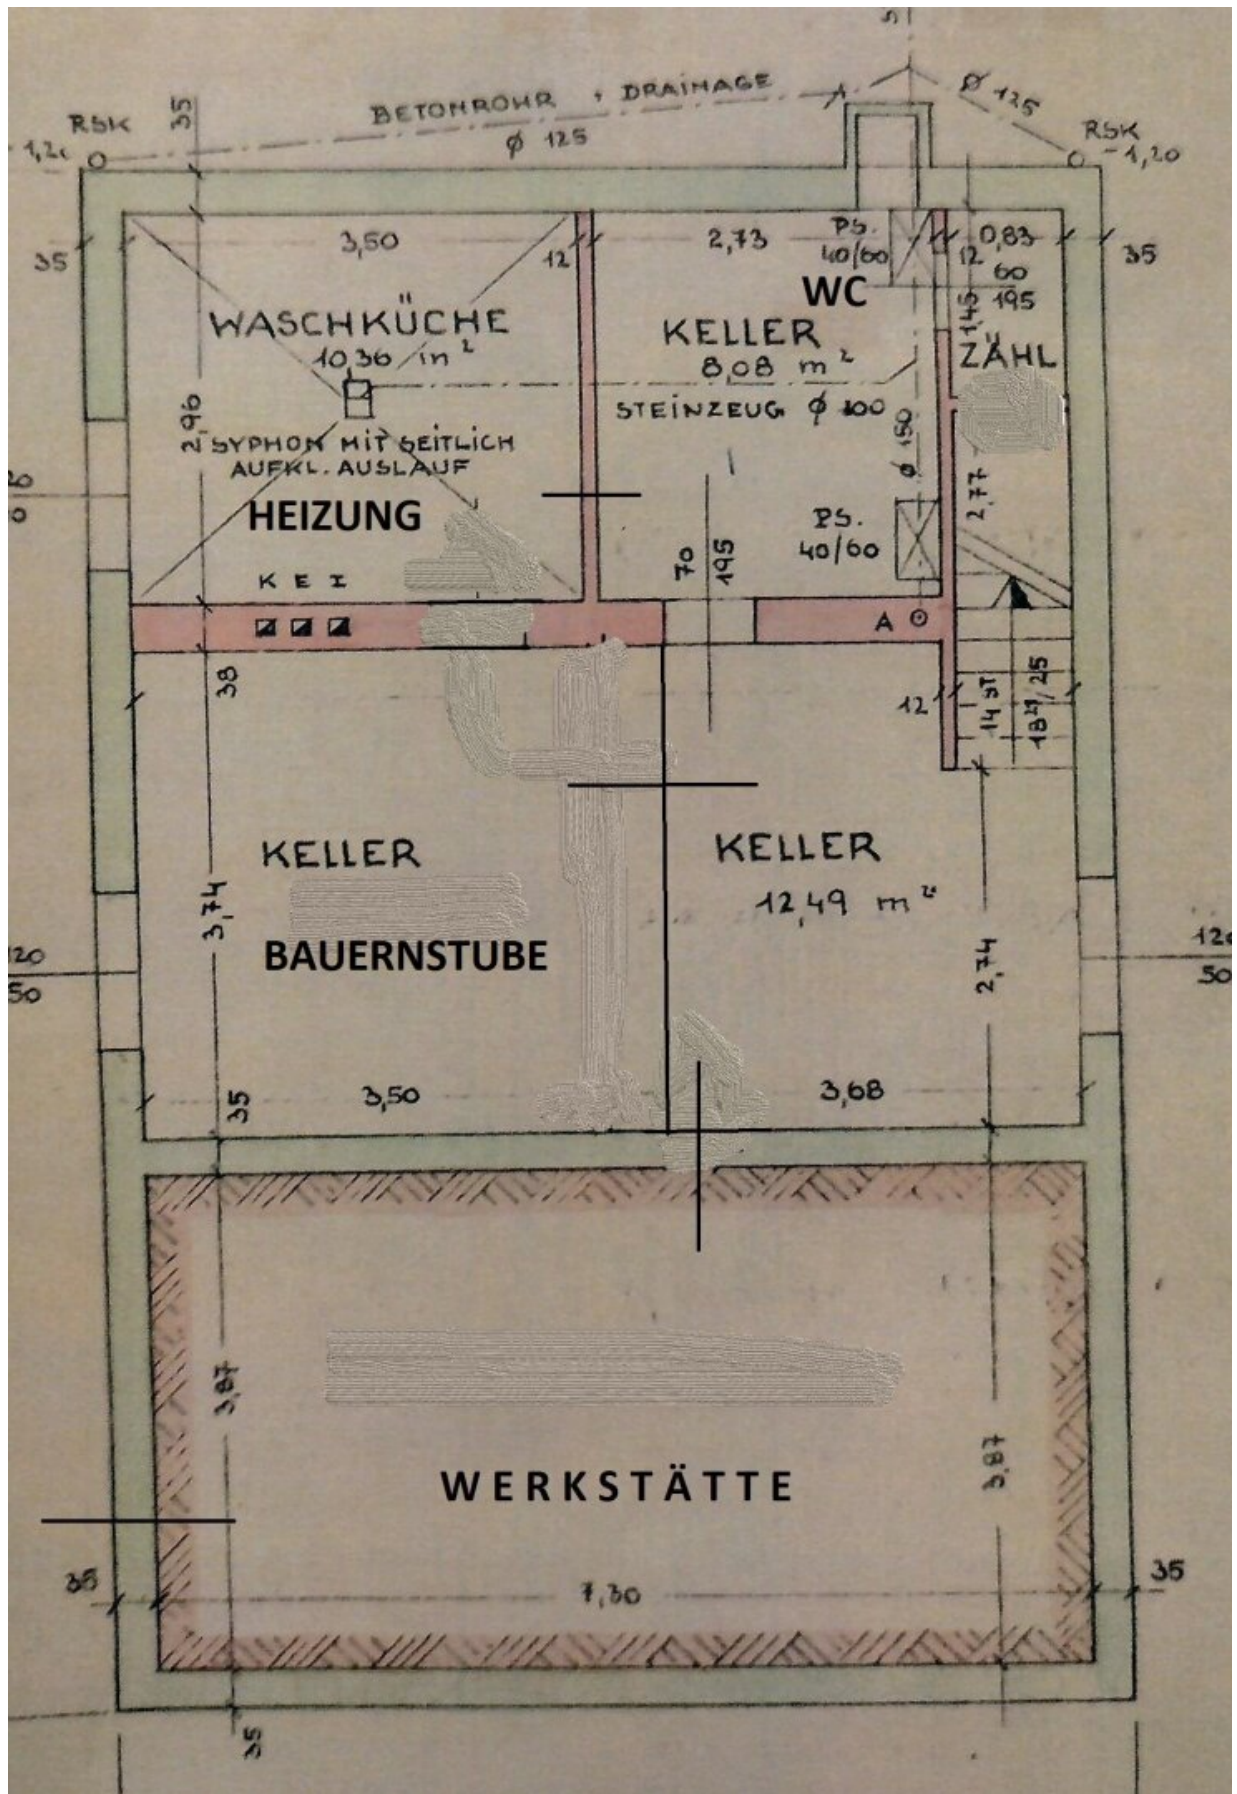 BETONROHR + DRAINAGE
Ø 125
Ø 125
RSK
RSK
-1,20
35
35
3,50
12
2,73
PS.
40/60
12
0,83
35
60
195
1,45
WC
WASCHKÜCHE
10,36 m²
KELLER
8,08 m²
ZÄHL
STEINZEUG Ø 100
Ø 150
2,96
SYPHON MIT SEITLICH
AUFKL. AUSLAUF
HEIZUNG
2,77
PS.
40/60
70
195
K E I
A
38
12
14 ST
18²¹/25
KELLER
KELLER
12,49 m²
3,74
BAUERNSTUBE
2,74
120
50
120
50
3,50
3,68
35
3,87
3,87
WERKSTÄTTE
35
7,30
35
35